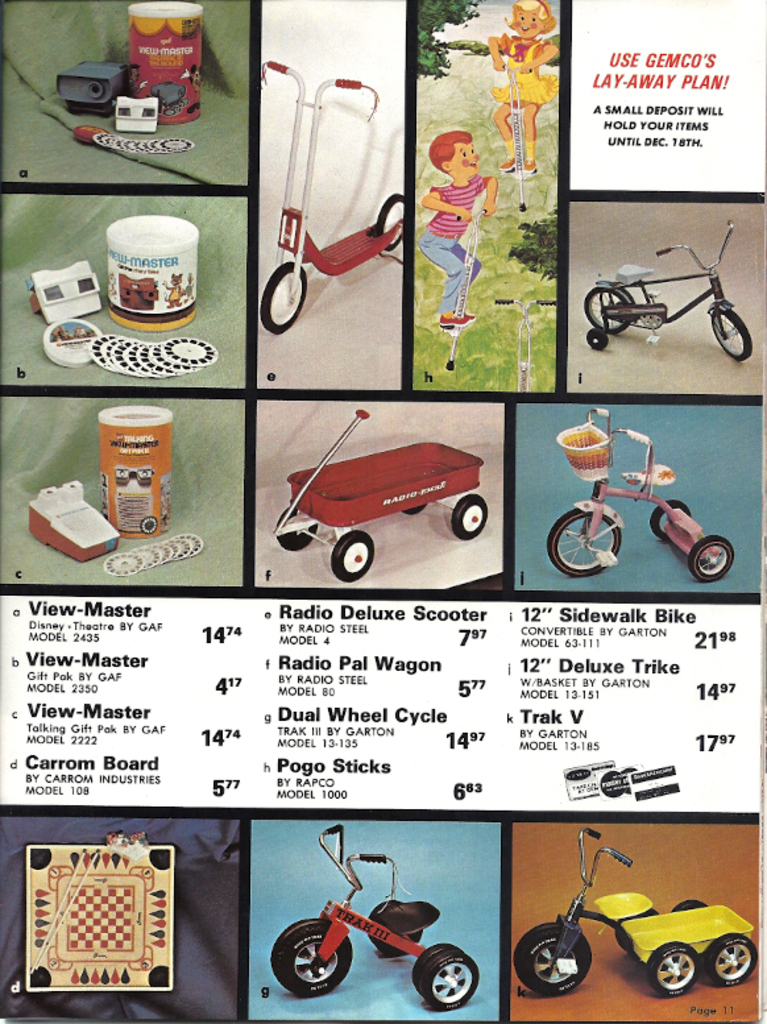 VIEW-MASTER
a
USE GEMCO'S
LAY-AWAY PLAN!
A SMALL DEPOSIT WILL
HOLD YOUR ITEMS
UNTIL DEC. 18TH.
VIEW-MASTER
b
H
e
h
i
TALKING
VIEW-MASTER
c
RADIO PAL
f
j
a View-Master
Disney-Theatre BY GAF
MODEL 2435
14 74
b View-Master
Gift Pak BY GAF
MODEL 2350
4 17
c View-Master
Talking Gift Pak BY GAF
MODEL 2222
14 74
d Carrom Board
BY CARROM INDUSTRIES
MODEL 108
5 77
e Radio Deluxe Scooter
BY RADIO STEEL
MODEL 4
7 97
f Radio Pal Wagon
BY RADIO STEEL
MODEL 80
5 77
g Dual Wheel Cycle
TRAK III BY GARTON
MODEL 13-135
14 97
h Pogo Sticks
BY RAPCO
MODEL 1000
6 63
i 12" Sidewalk Bike
CONVERTIBLE BY GARTON
MODEL 63-111
21 98
j 12" Deluxe Trike
W/BASKET BY GARTON
MODEL 13-151
14 97
k Trak V
BY GARTON
MODEL 13-185
17 97
d
TRAK III
g
k
Page 11